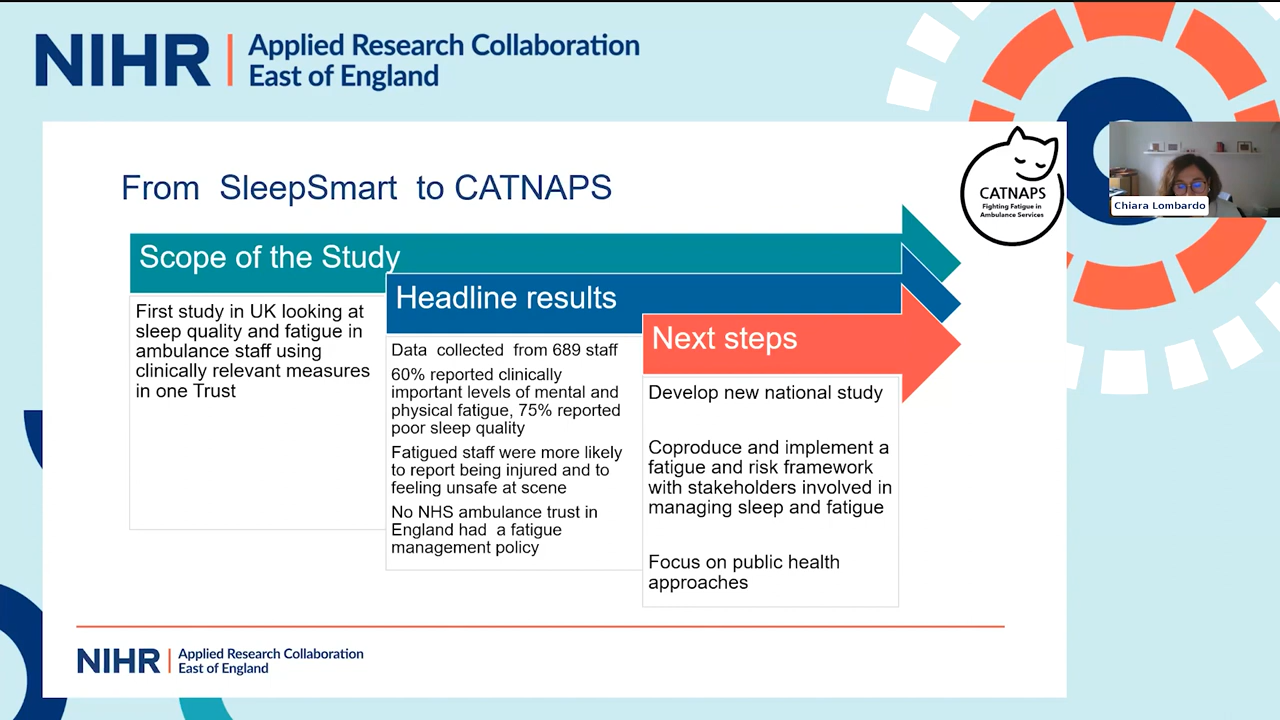 NIHR | Applied Research Collaboration
East of England
From SleepSmart to CATNAPS
CATNAPS
Fighting Fatigue in
Ambulance Services
Chiara Lombardo
Scope of the Study
First study in UK looking at
sleep quality and fatigue in
ambulance staff using
clinically relevant measures
in one Trust
Headline results
Data collected from 689 staff
60% reported clinically
important levels of mental and
physical fatigue, 75% reported
poor sleep quality
Fatigued staff were more likely
to report being injured and to
feeling unsafe at scene
No NHS ambulance trust in
England had a fatigue
management policy
Next steps
Develop new national study
Coproduce and implement a
fatigue and risk framework
with stakeholders involved in
managing sleep and fatigue
Focus on public health
approaches
NIHR | Applied Research Collaboration
East of England